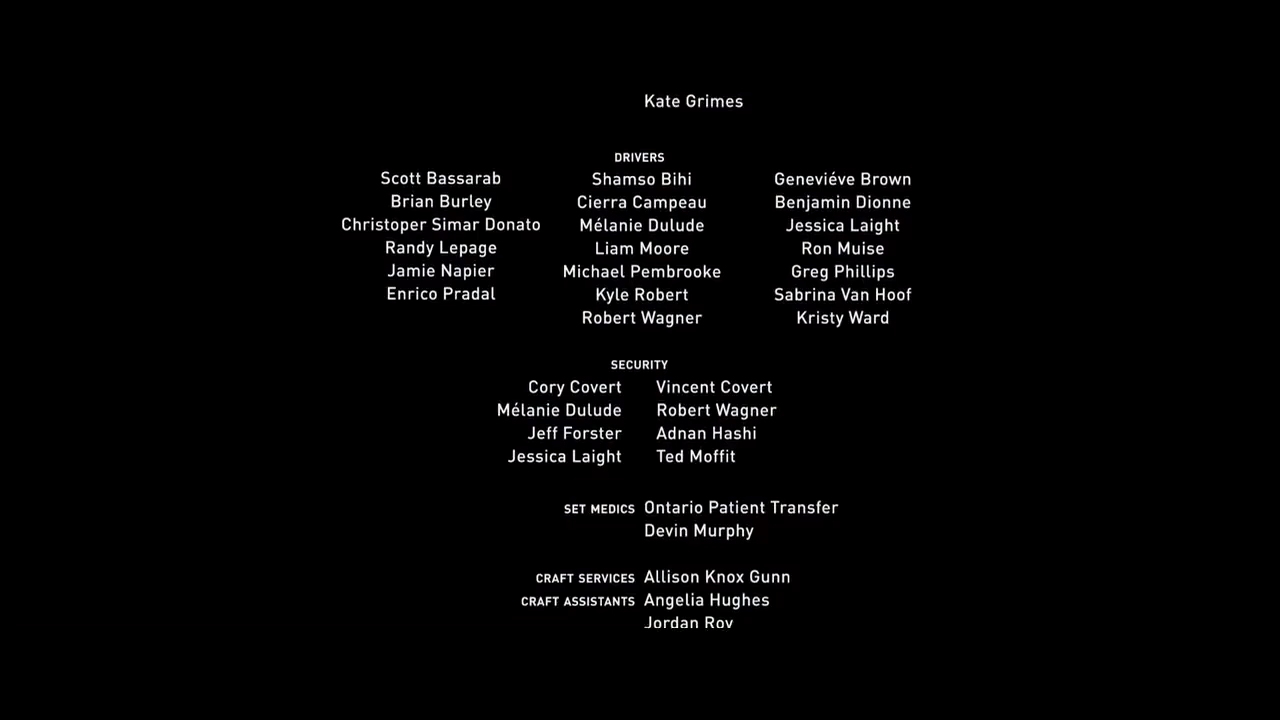 Kate Grimes
DRIVERS
Scott Bassarab Shamso Bihi Geneviéve Brown
Brian Burley Cierra Campeau Benjamin Dionne
Christoper Simar Donato Mélanie Dulude Jessica Laight
Randy Lepage Liam Moore Ron Muise
Jamie Napier Michael Pembrooke Greg Phillips
Enrico Pradal Kyle Robert Sabrina Van Hoof
Robert Wagner Kristy Ward
SECURITY
Cory Covert Vincent Covert
Mélanie Dulude Robert Wagner
Jeff Forster Adnan Hashi
Jessica Laight Ted Moffit
SET MEDICS Ontario Patient Transfer
Devin Murphy
CRAFT SERVICES Allison Knox Gunn
CRAFT ASSISTANTS Angelia Hughes
Jordan Roy